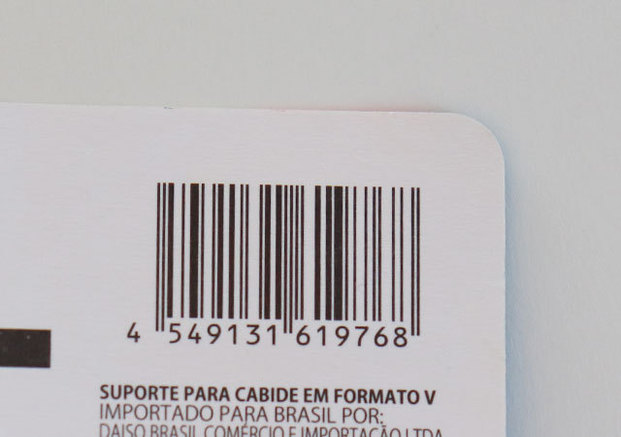 4 549131 619768
SUPORTE PARA CABIDE EM FORMATO V
IMPORTADO PARA BRASIL POR:
DAISO BRASIL COMÉRCIO E IMPORTAÇÃO LTDA